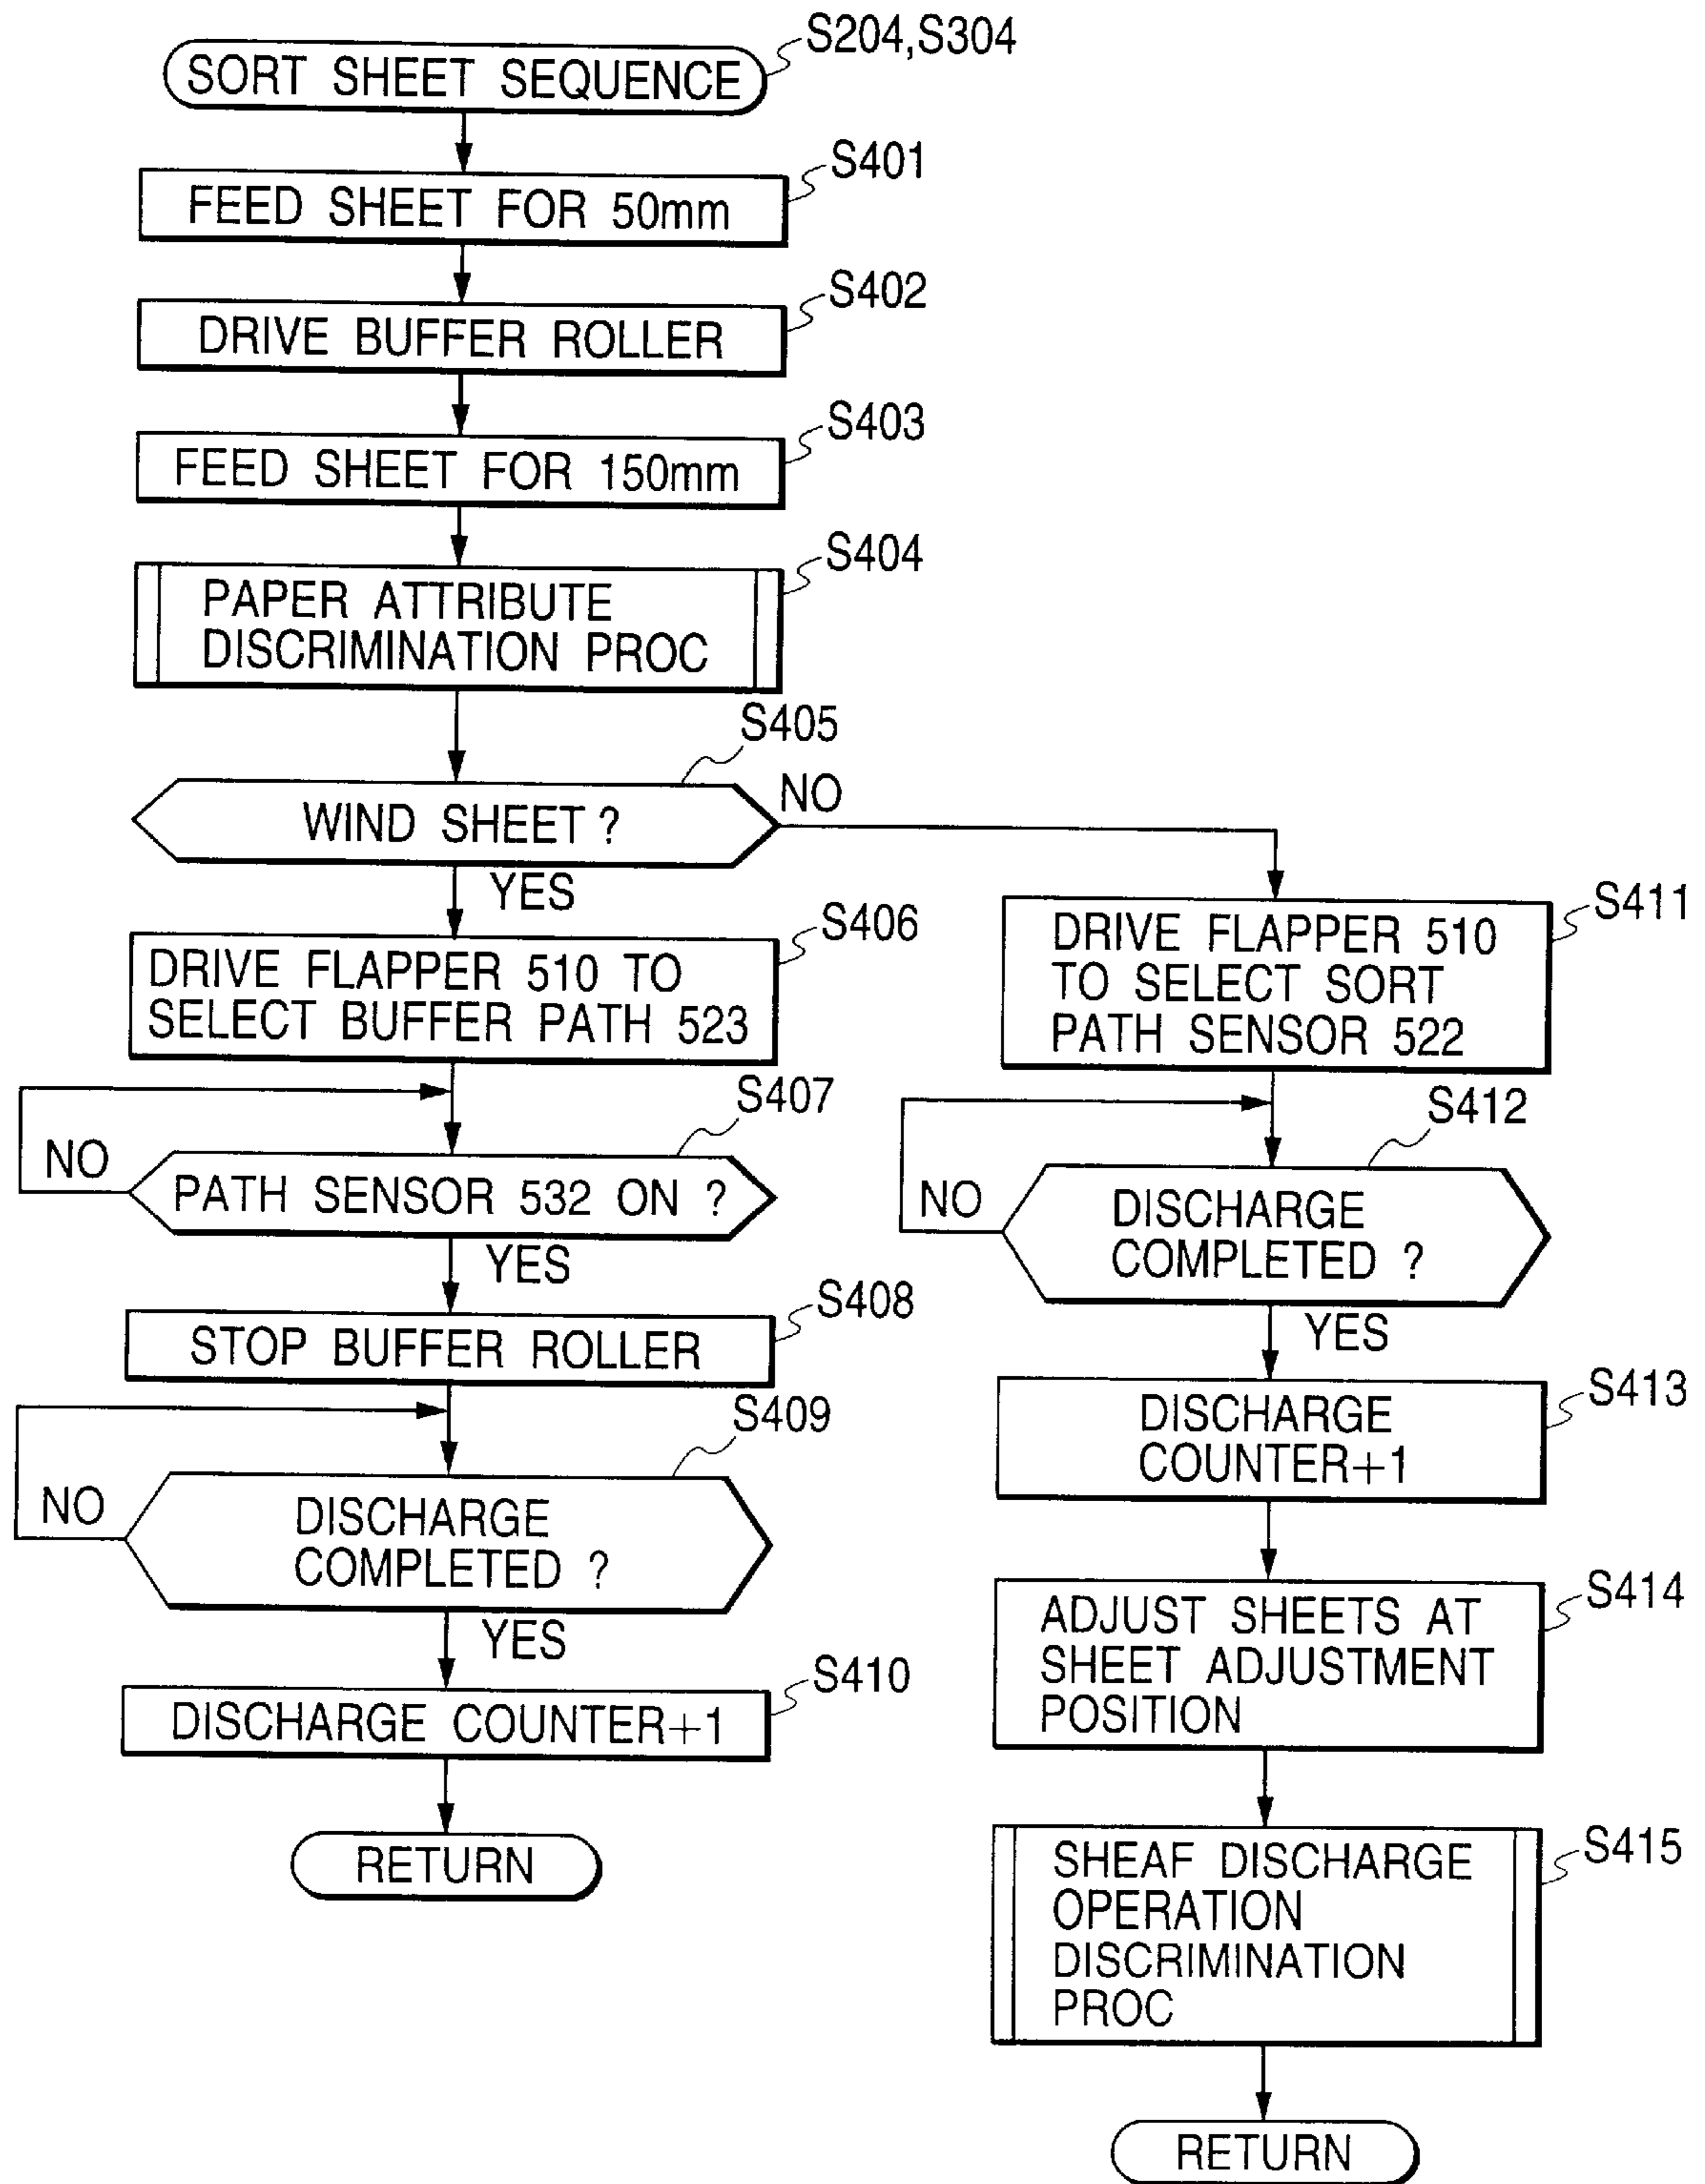 SORT SHEET SEQUENCE
S204,S304
FEED SHEET FOR 50mm
S401
DRIVE BUFFER ROLLER
S402
FEED SHEET FOR 150mm
S403
PAPER ATTRIBUTE
DISCRIMINATION PROC
S404
WIND SHEET ?
S405
NO
YES
DRIVE FLAPPER 510 TO
SELECT BUFFER PATH 523
S406
PATH SENSOR 532 ON ?
S407
NO
YES
STOP BUFFER ROLLER
S408
DISCHARGE
COMPLETED ?
S409
NO
YES
DISCHARGE COUNTER+1
S410
RETURN
DRIVE FLAPPER 510
TO SELECT SORT
PATH SENSOR 522
S411
DISCHARGE
COMPLETED ?
S412
NO
YES
DISCHARGE
COUNTER+1
S413
ADJUST SHEETS AT
SHEET ADJUSTMENT
POSITION
S414
SHEAF DISCHARGE
OPERATION
DISCRIMINATION
PROC
S415
RETURN